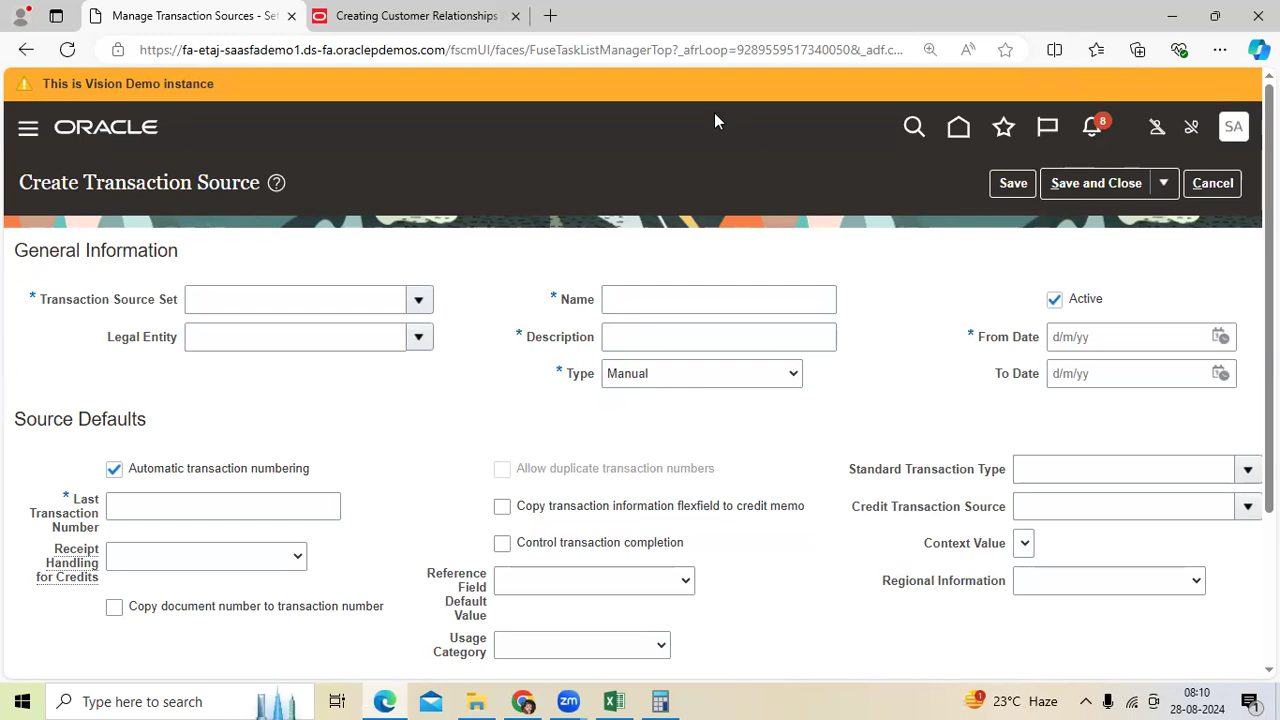 Manage Transaction Sources - Set
Creating Customer Relationships
https://fa-etaj-saasfademo1.ds-fa.oraclepdemos.com/fscmUI/faces/FuseTaskListManagerTop?_afrLoop=9289559517340050&_adf.c...
This is Vision Demo instance
ORACLE
8
SA
Create Transaction Source
Save
Save and Close
Cancel
General Information
* Transaction Source Set
* Name
Active
Legal Entity
* Description
* From Date
d/m/yy
* Type
Manual
To Date
d/m/yy
Source Defaults
Automatic transaction numbering
Allow duplicate transaction numbers
Standard Transaction Type
* Last
Transaction
Number
Copy transaction information flexfield to credit memo
Credit Transaction Source
Receipt
Handling
for Credits
Control transaction completion
Context Value
Reference
Field
Default
Value
Regional Information
Copy document number to transaction number
Usage
Category
Type here to search
zm
1
23°C Haze
08:10
28-08-2024
1